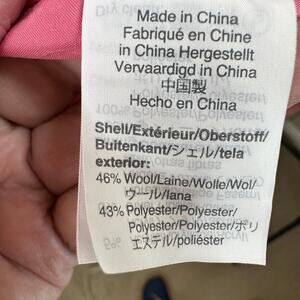 Made in China
Fabriqué en Chine
in China Hergestellt
Vervaardigd in China
中国製
Hecho en China
Shell/Extérieur/Oberstoff/
Buitenkant/シェル/tela
exterior:
46% Wool/Laine/Wolle/Wol/
ウール/lana
43% Polyester/Polyester/
Polyester/Polyester/ポリ
エステル/poliéster